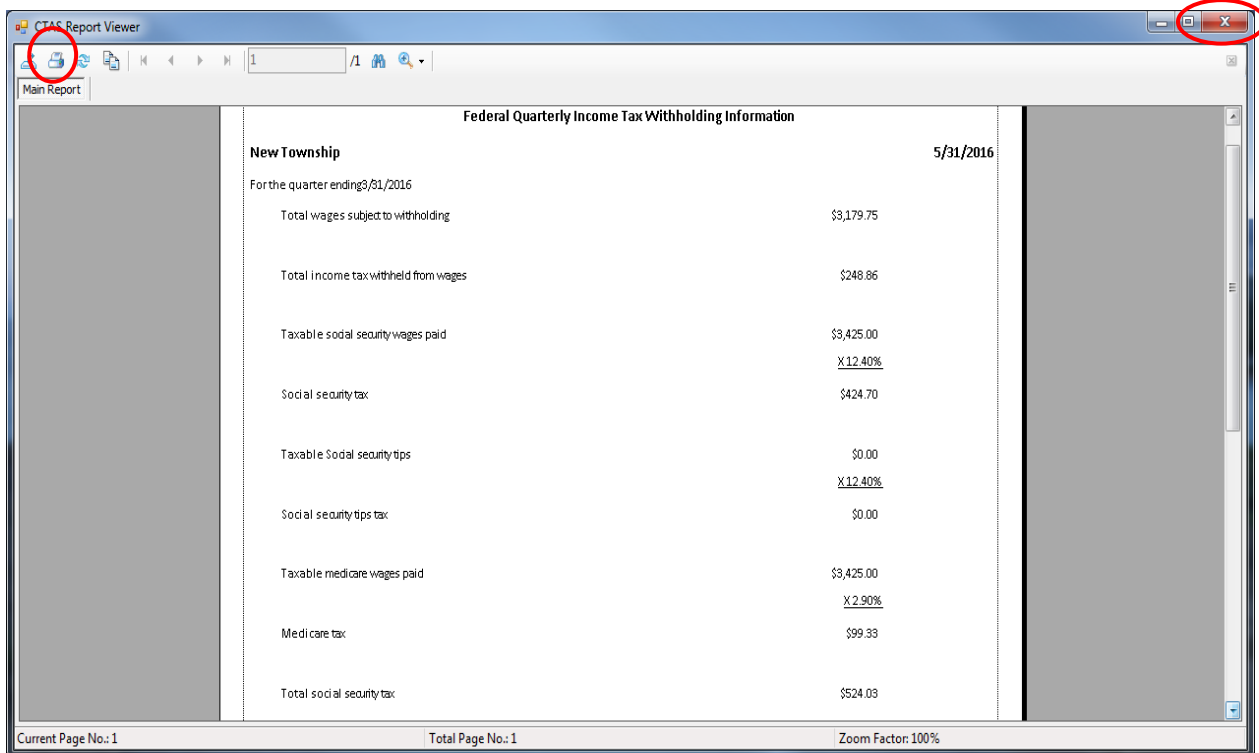 CTAS Report Viewer
X
1 /1
Main Report
Federal Quarterly Income Tax Withholding Information
New Township 5/31/2016
For the quarter ending3/31/2016
Total wages subject to withholding $3,179.75
Total income tax withheld from wages $248.86
Taxable social security wages paid $3,425.00
X 12.40%
Social security tax $424.70
Taxable Social security tips $0.00
X 12.40%
Social security tips tax $0.00
Taxable medicare wages paid $3,425.00
X 2.90%
Medicare tax $99.33
Total social security tax $524.03
Current Page No.: 1 Total Page No.: 1 Zoom Factor: 100%